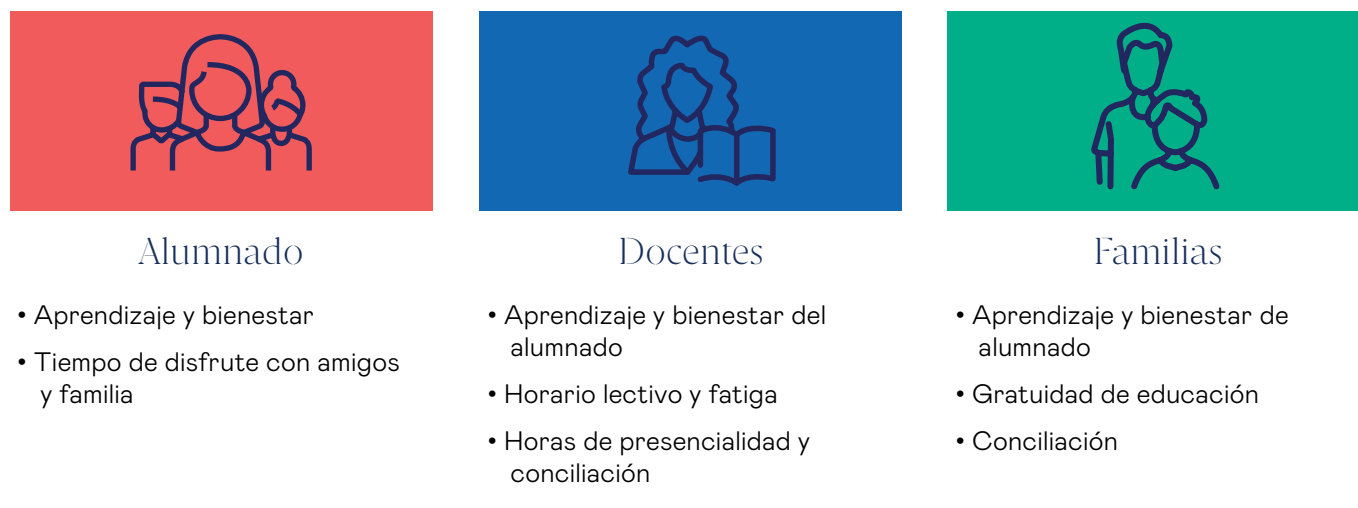 Alumnado
• Aprendizaje y bienestar
• Tiempo de disfrute con amigos
y familia
Docentes
• Aprendizaje y bienestar del
alumnado
• Horario lectivo y fatiga
• Horas de presencialidad y
conciliación
Familias
• Aprendizaje y bienestar de
alumnado
• Gratuidad de educación
• Conciliación